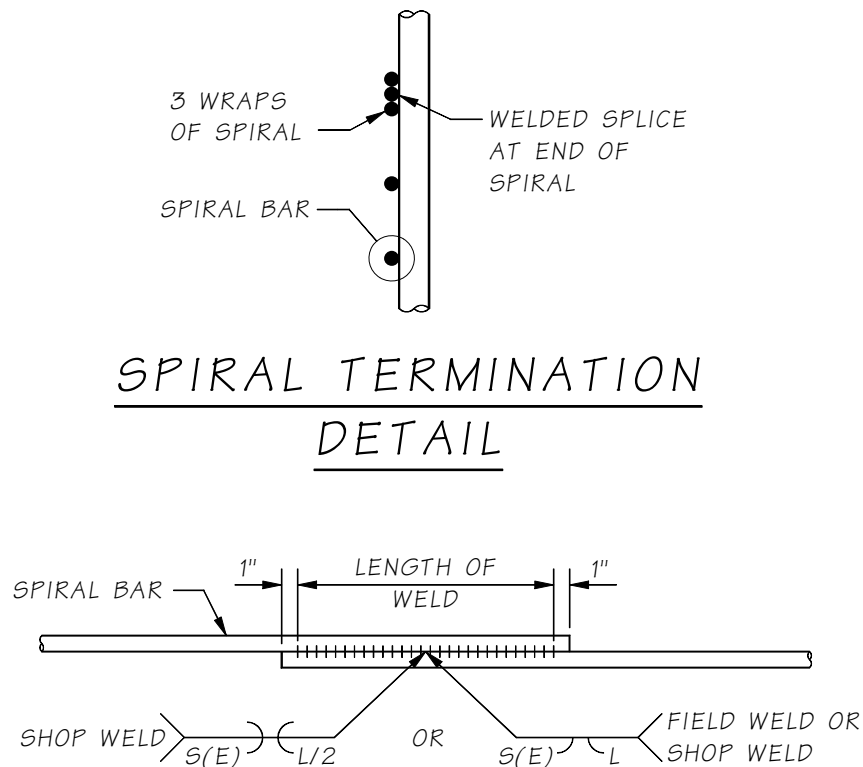 3 WRAPS
OF SPIRAL
WELDED SPLICE
AT END OF
SPIRAL
SPIRAL BAR
SPIRAL TERMINATION
DETAIL
1"
LENGTH OF
WELD
1"
SPIRAL BAR
SHOP WELD
S(E)
L/2
OR
S(E)
L
FIELD WELD OR
SHOP WELD